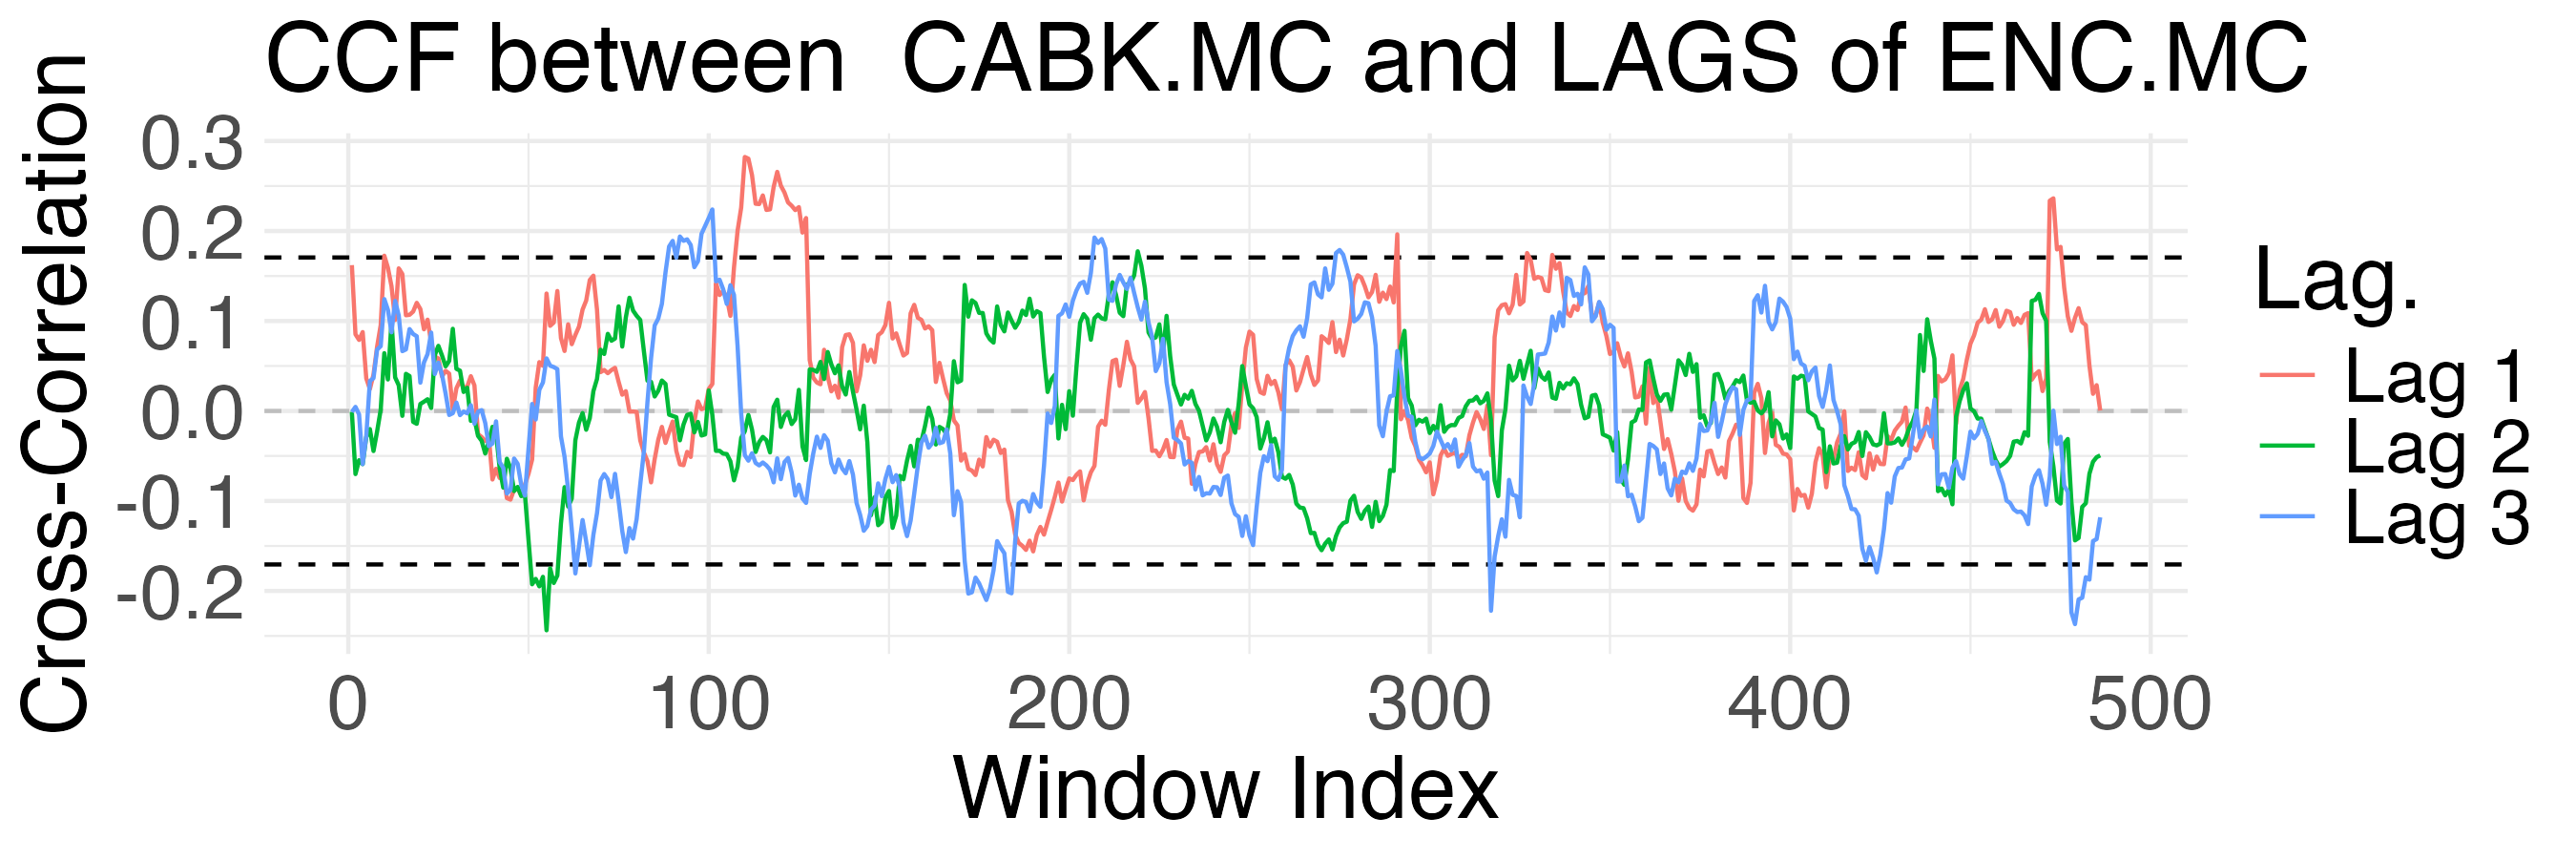 CCF between  CABK.MC and LAGS of ENC.MC
Cross-Correlation
0.3
0.2
0.1
0.0
-0.1
-0.2
0 100 200 300 400 500
Window Index
Lag.
Lag 1
Lag 2
Lag 3